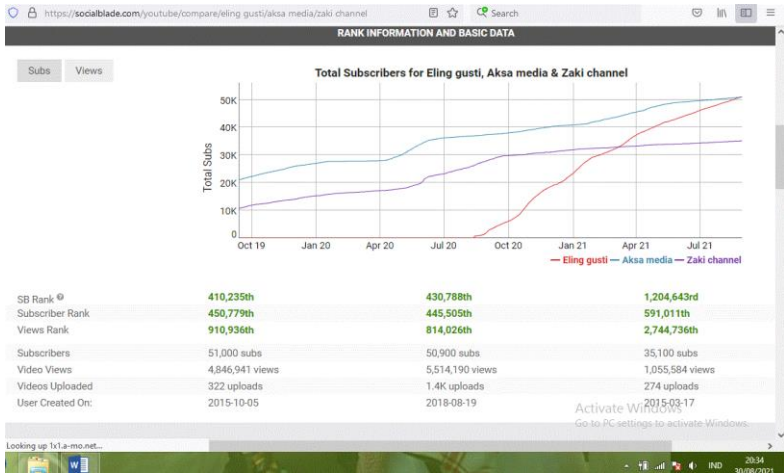 https://socialblade.com/youtube/compare/eling gusti/aksa media/zaki channel
Search
RANK INFORMATION AND BASIC DATA
Subs Views
Total Subscribers for Eling gusti, Aksa media & Zaki channel
Total Subs
50K
40K
30K
20K
10K
0
Oct 19 Jan 20 Apr 20 Jul 20 Oct 20 Jan 21 Apr 21 Jul 21
Eling gusti Aksa media Zaki channel
SB Rank 410,235th 430,788th 1,204,643rd
Subscriber Rank 450,779th 445,505th 591,011th
Views Rank 910,936th 814,026th 2,744,736th
Subscribers 51,000 subs 50,900 subs 35,100 subs
Video Views 4,846,941 views 5,514,190 views 1,055,584 views
Videos Uploaded 322 uploads 1.4K uploads 274 uploads
User Created On: 2015-10-05 2018-08-19 2015-03-17
Activate Windows
Go to PC settings to activate Windows.
Looking up 1x1.a-mo.net...
W
IND
20:34
30/08/2021